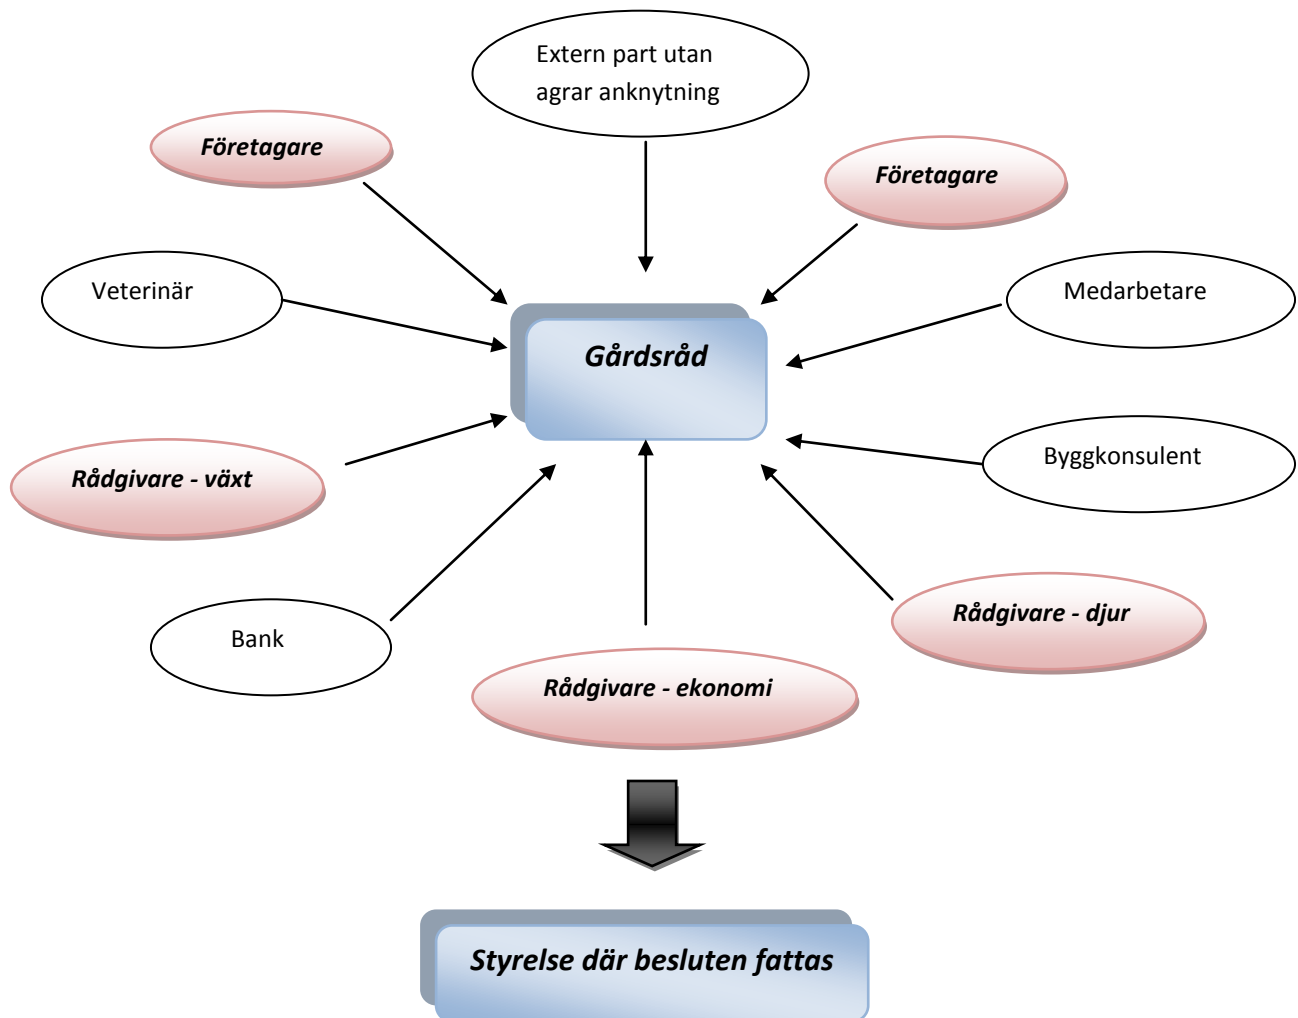 Extern part utan
agrar anknytning
Företagare
Företagare
Veterinär
Medarbetare
Gårdsråd
Rådgivare - växt
Byggkonsulent
Bank
Rådgivare - djur
Rådgivare - ekonomi
Styrelse där besluten fattas